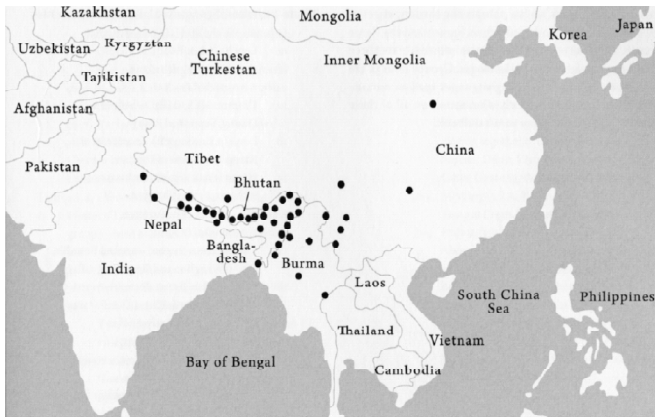 Kazakhstan
Mongolia
Japan
Korea
Uzbekistan
Kyrgyztan
Chinese
Turkestan
Inner Mongolia
Tajikistan
Afghanistan
China
Pakistan
Tibet
Bhutan
Nepal
Bangla-
desh
India
Burma
Laos
South China
Sea
Philippines
Thailand
Vietnam
Bay of Bengal
Cambodia